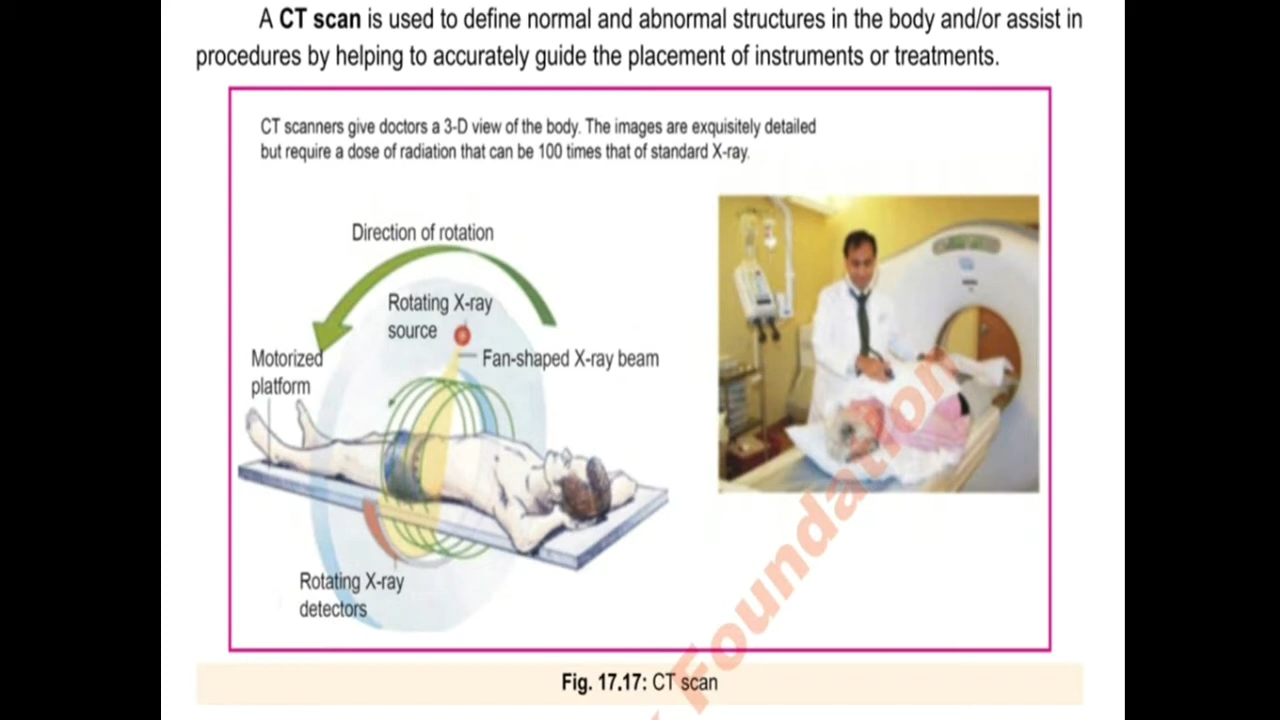 A CT scan is used to define normal and abnormal structures in the body and/or assist in
procedures by helping to accurately guide the placement of instruments or treatments.
CT scanners give doctors a 3-D view of the body. The images are exquisitely detailed
but require a dose of radiation that can be 100 times that of standard X-ray.
Direction of rotation
Rotating X-ray
source
Fan-shaped X-ray beam
Motorized
platform
Rotating X-ray
detectors
Foundation
Fig. 17.17: CT scan